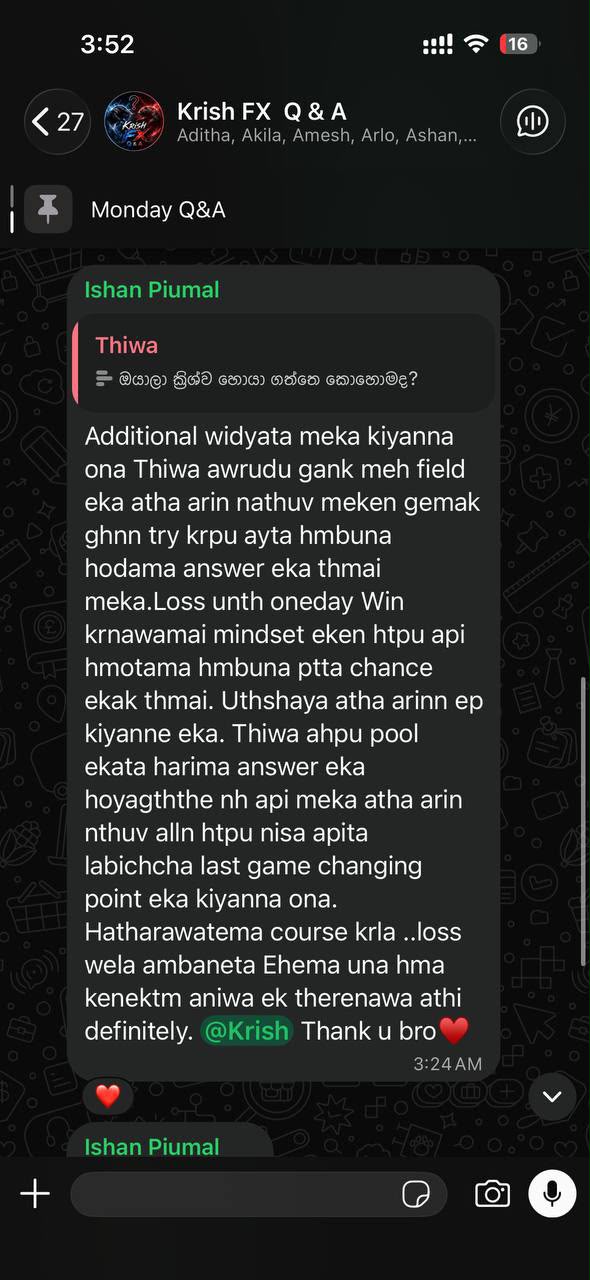 3:52
16
27
Krish FX Q & A
Aditha, Akila, Amesh, Arlo, Ashan,...
Monday Q&A
Ishan Piumal
Thiwa
ඔයාලා ක්‍රිශ්ව හොයා ගත්තෙ කොහොමද?
Additional widyata meka kiyanna
ona Thiwa awrudu gank meh field
eka atha arin nathuv meken gemak
ghnn try krpu ayta hmbuna
hodama answer eka thmai
meka.Loss unth oneday Win
krnawamai mindset eken htpu api
hmotama hmbuna ptta chance
ekak thmai. Uthshaya atha arinn ep
kiyanne eka. Thiwa ahpu pool
ekata harima answer eka
hoyagththe nh api meka atha arin
nthuv alln htpu nisa apita
labichcha last game changing
point eka kiyanna ona.
Hatharawatema course krla ..loss
wela ambaneta Ehema una hma
kenektm aniwa ek therenawa athi
definitely. @Krish Thank u bro❤️
3:24 AM
❤️
Ishan Piumal